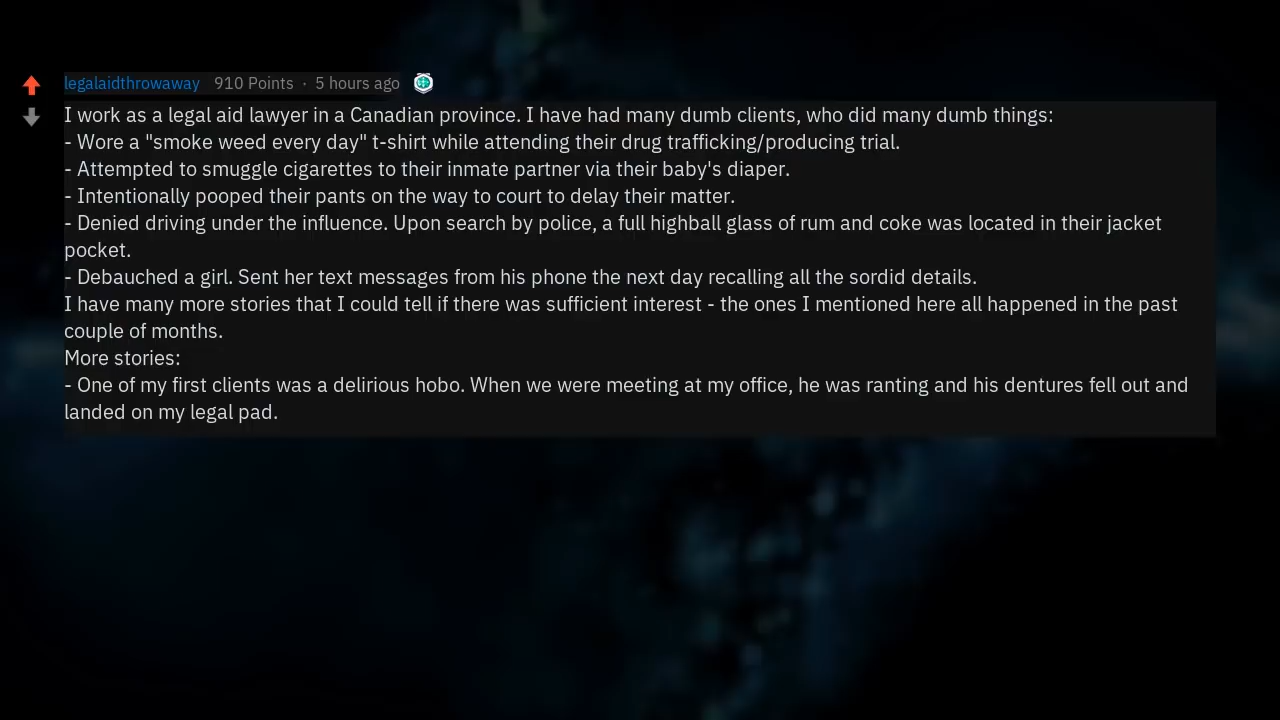 legalaidthrowaway 910 Points · 5 hours ago
I work as a legal aid lawyer in a Canadian province. I have had many dumb clients, who did many dumb things:
- Wore a "smoke weed every day" t-shirt while attending their drug trafficking/producing trial.
- Attempted to smuggle cigarettes to their inmate partner via their baby's diaper.
- Intentionally pooped their pants on the way to court to delay their matter.
- Denied driving under the influence. Upon search by police, a full highball glass of rum and coke was located in their jacket
pocket.
- Debauched a girl. Sent her text messages from his phone the next day recalling all the sordid details.
I have many more stories that I could tell if there was sufficient interest - the ones I mentioned here all happened in the past
couple of months.
More stories:
- One of my first clients was a delirious hobo. When we were meeting at my office, he was ranting and his dentures fell out and
landed on my legal pad.